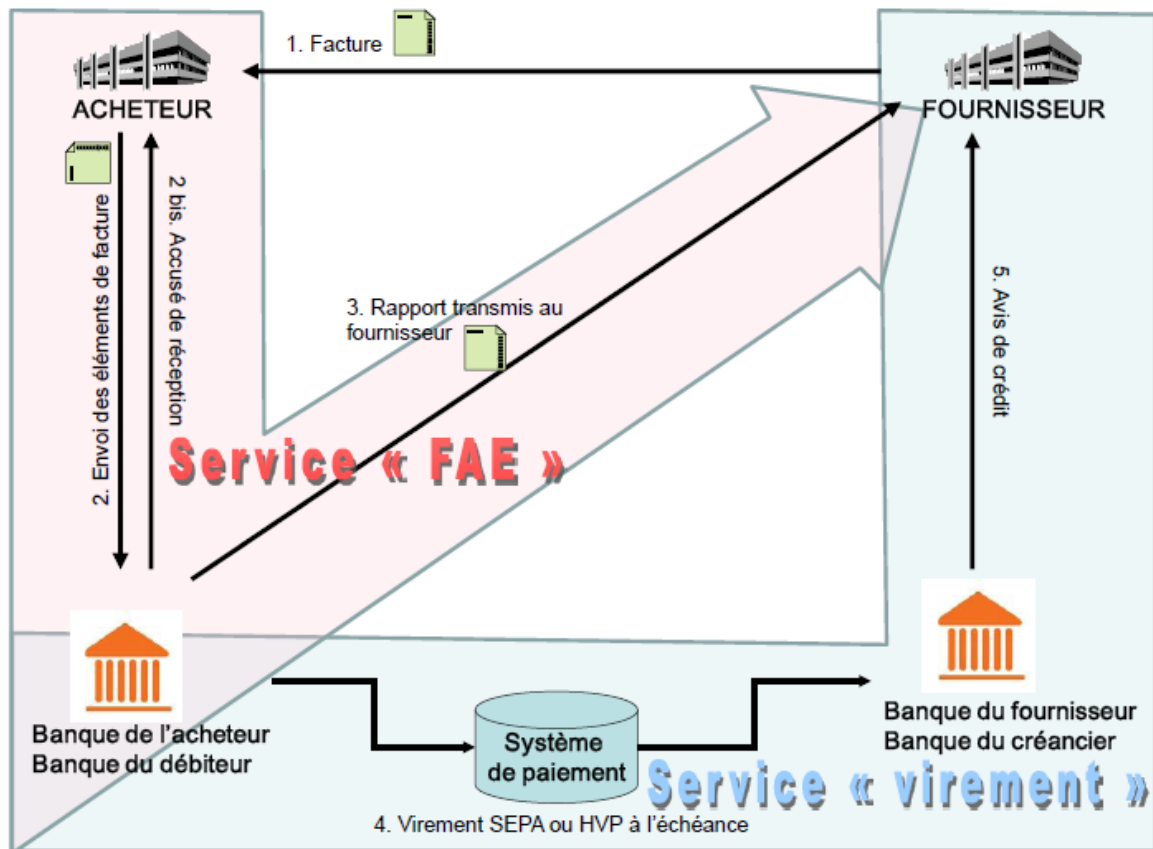 1. Facture
ACHETEUR
FOURNISSEUR
2. Envoi des éléments de facture
2 bis. Accusé de réception
3. Rapport transmis au
fournisseur
5. Avis de crédit
Service « FAE »
Banque de l'acheteur
Banque du débiteur
Système
de paiement
Banque du fournisseur
Banque du créancier
Service « virement »
4. Virement SEPA ou HVP à l'échéance